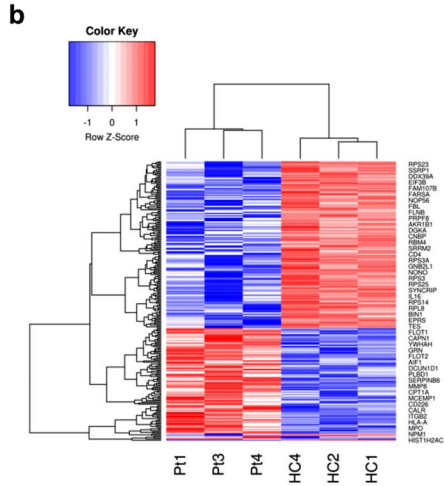 b
Color Key
-1 0 1
Row Z-Score
RPS23
SSRP1
DDX39A
EIF3B
FAM107B
FARSA
NOP56
FBL
FLNB
PRPF8
AKR1B1
DGKA
CNBP
RBM4
SRRM2
CD4
RPS3A
GNB2L1
NONO
RPS3
RPS25
SYNCRIP
IL16
RPS14
RPL8
BIN1
EPRS
TES
FLOT1
CAPN1
YWHAH
GRN
FLOT2
AIF1
DCUN1D1
PLBD1
SERPINB6
MMP8
CPT1A
MCEMP1
CD226
CALR
ITGB2
HLA-A
MPO
NPM1
HIST1H2AC
Pt1 Pt3 Pt4 HC4 HC2 HC1